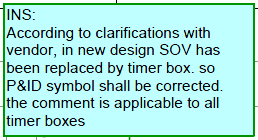 INS:
According to clarifications with
vendor, in new design SOV has
been replaced by timer box. so
P&ID symbol shall be corrected.
the comment is applicable to all
timer boxes